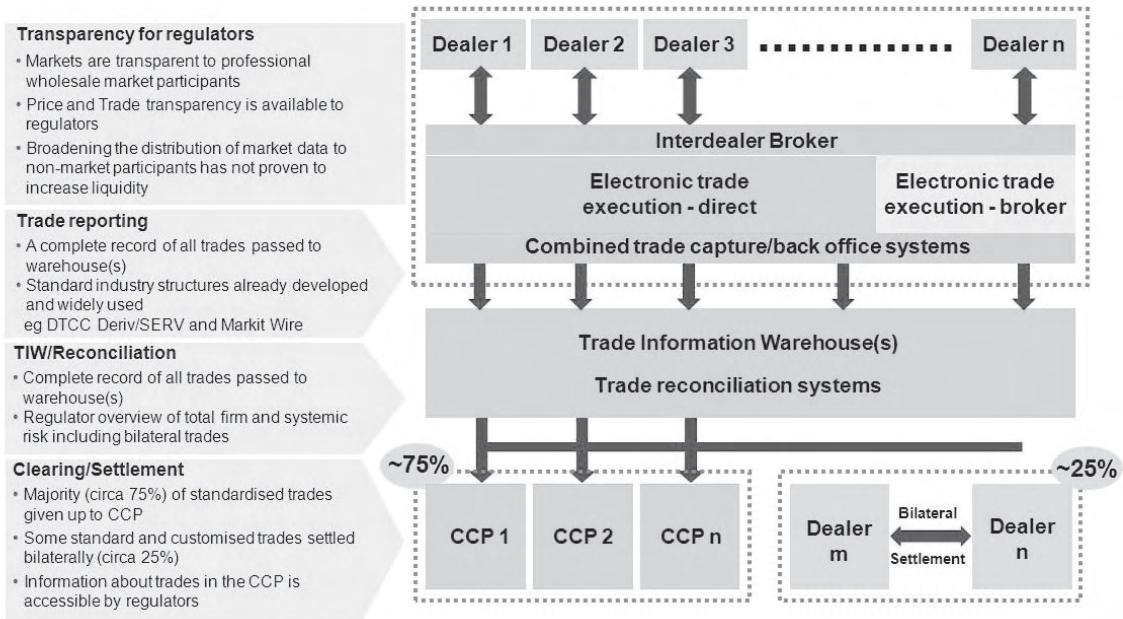 Transparency for regulators
• Markets are transparent to professional
wholesale market participants
• Price and Trade transparency is available to
regulators
• Broadening the distribution of market data to
non-market participants has not proven to
increase liquidity
Trade reporting
• A complete record of all trades passed to
warehouse(s)
• Standard industry structures already developed
and widely used
eg DTCC Deriv/SERV and Markit Wire
TIW/Reconciliation
• Complete record of all trades passed to
warehouse(s)
• Regulator overview of total firm and systemic
risk including bilateral trades
Clearing/Settlement
• Majority (circa 75%) of standardised trades
given up to CCP
• Some standard and customised trades settled
bilaterally (circa 25%)
• Information about trades in the CCP is
accessible by regulators
Dealer 1
Dealer 2
Dealer 3
Dealer n
Interdealer Broker
Electronic trade
execution - direct
Electronic trade
execution - broker
Combined trade capture/back office systems
Trade Information Warehouse(s)
Trade reconciliation systems
~75%
CCP 1
CCP 2
CCP n
~25%
Dealer
m
Bilateral
Settlement
Dealer
n